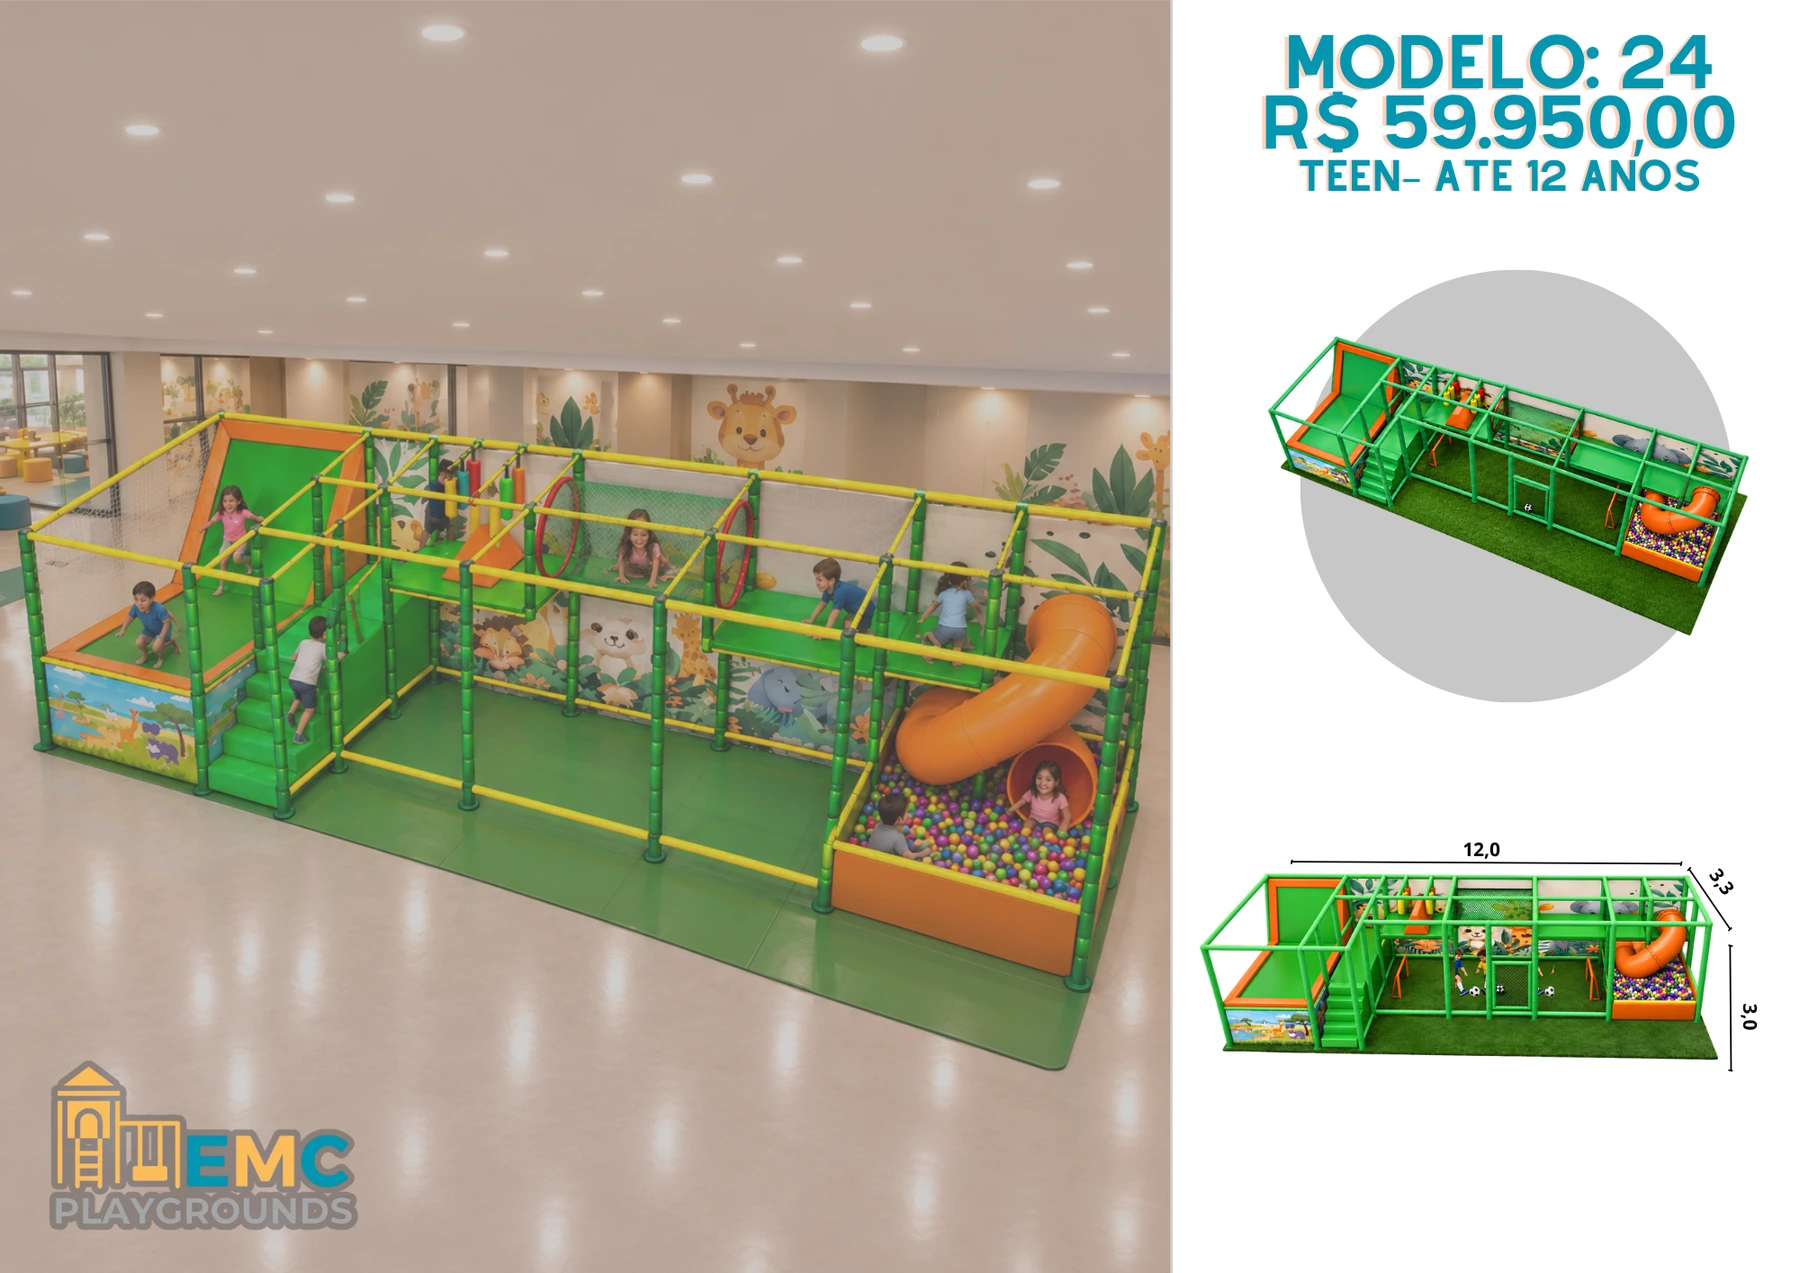 MODELO: 24
R$ 59.950,00
TEEN- ATE 12 ANOS
12,0
3,3
3,0
EMC
PLAYGROUNDS